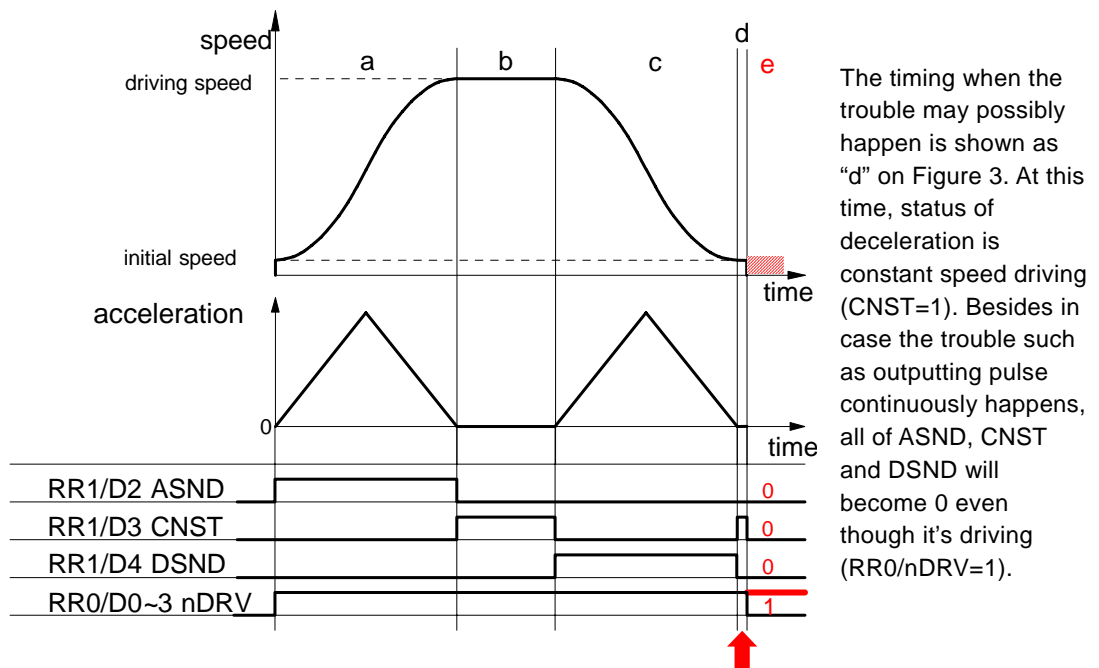 speed
a
b
c
d
e
driving speed
initial speed
time
acceleration
0
time
RR1/D2 ASND
0
RR1/D3 CNST
0
RR1/D4 DSND
0
RR0/D0~3 nDRV
1
The timing when the
trouble may possibly
happen is shown as
“d” on Figure 3. At this
time, status of
deceleration is
constant speed driving
(CNST=1). Besides in
case the trouble such
as outputting pulse
continuously happens,
all of ASND, CNST
and DSND will
become 0 even
though it’s driving
(RR0/nDRV=1).